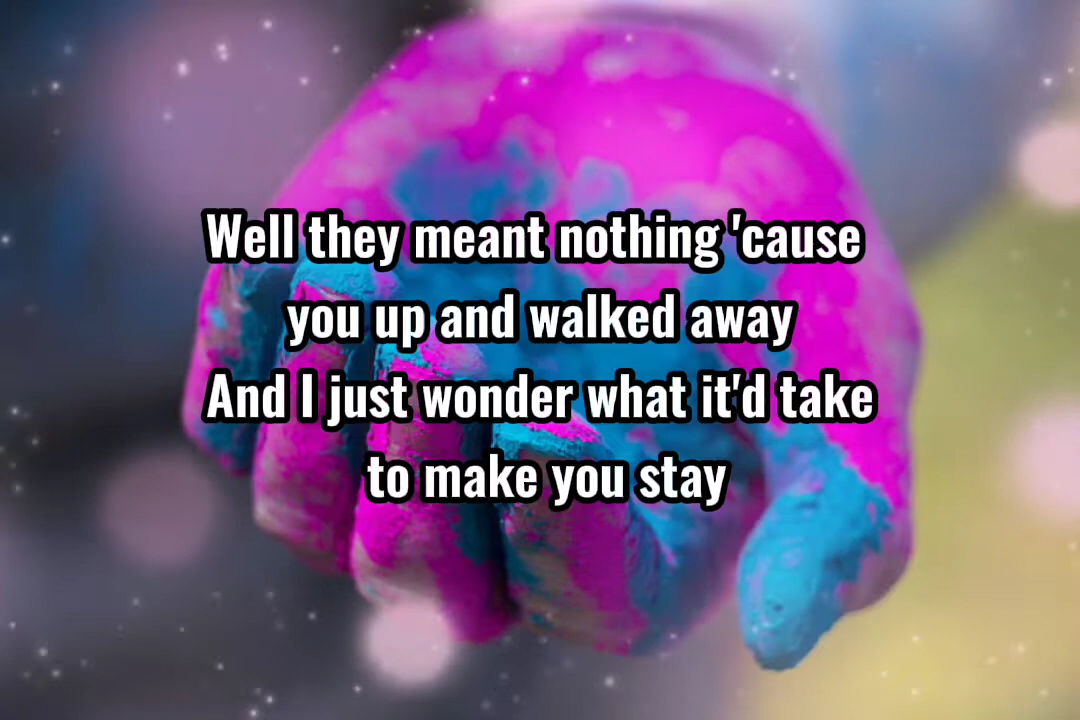 Well they meant nothing 'cause
you up and walked away
And I just wonder what it'd take
to make you stay